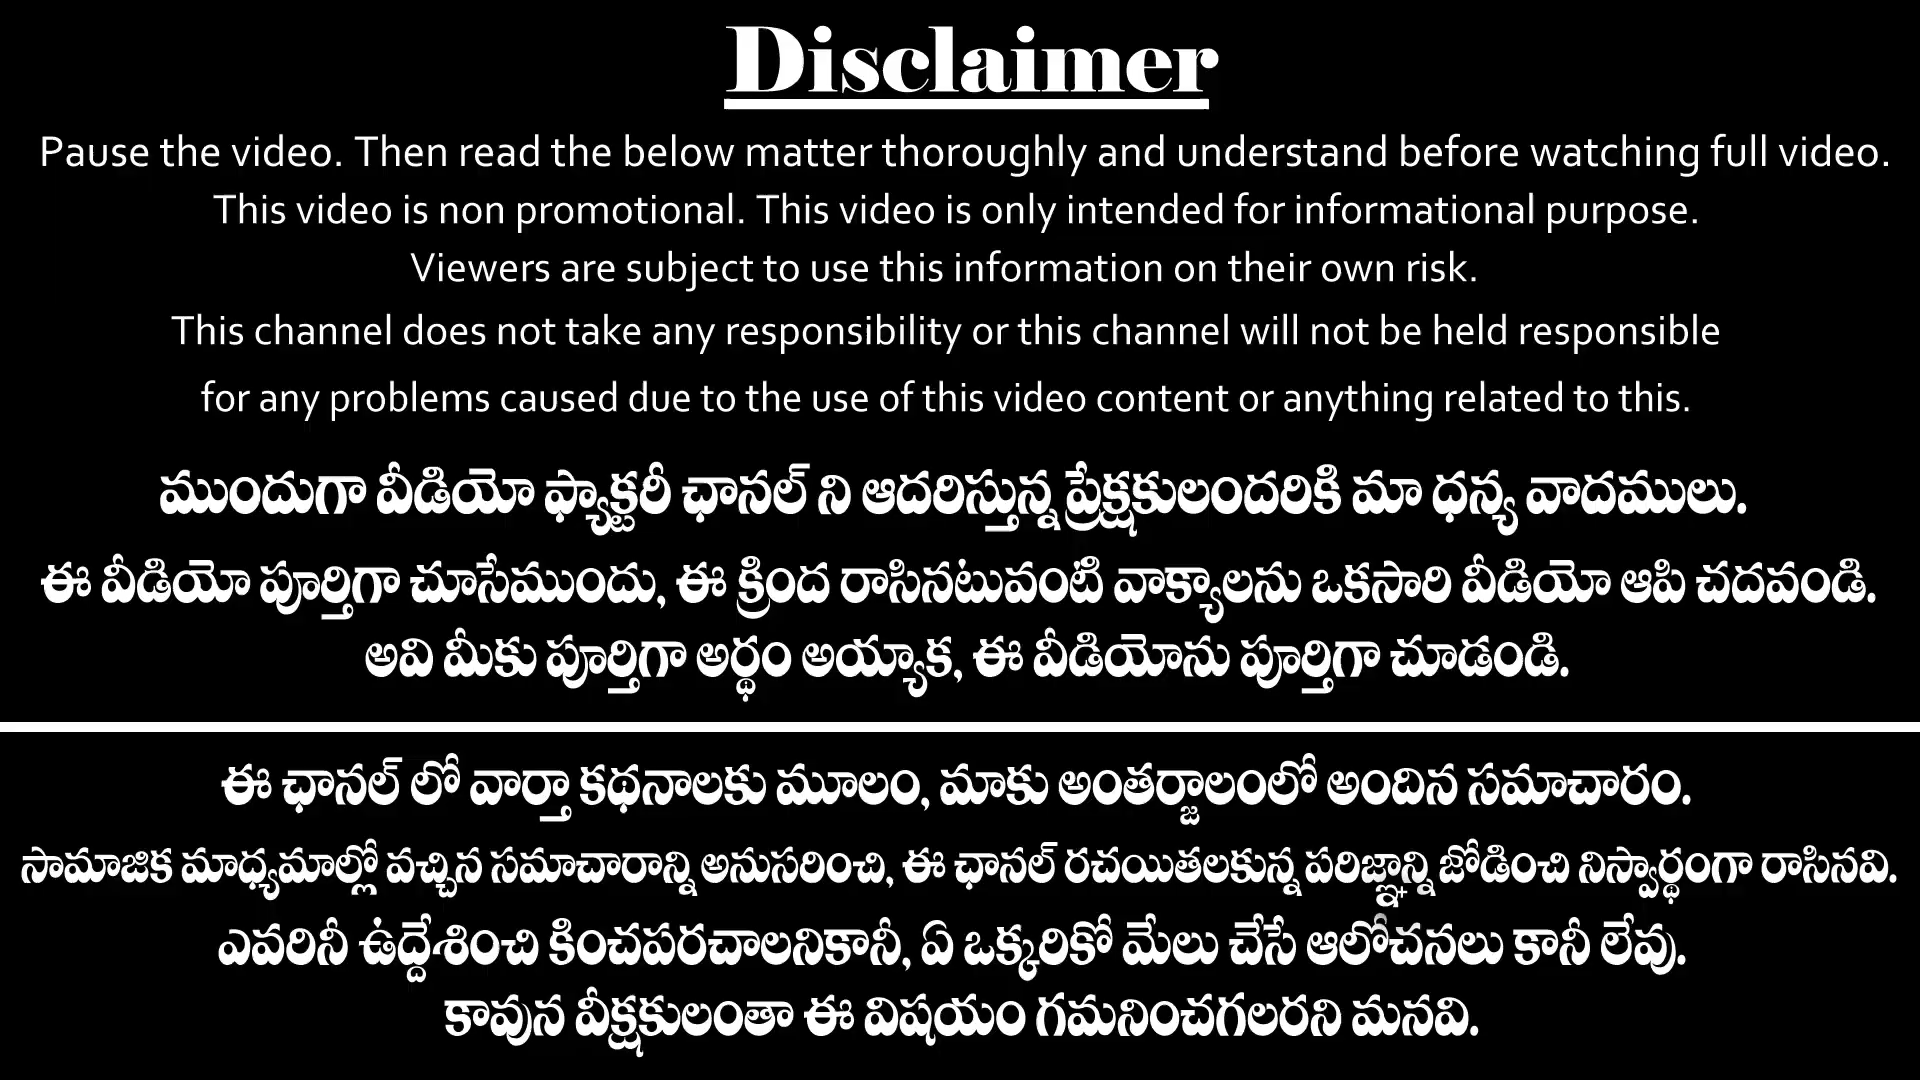 Disclaimer
Pause the video. Then read the below matter thoroughly and understand before watching full video.
This video is non promotional. This video is only intended for informational purpose.
Viewers are subject to use this information on their own risk.
This channel does not take any responsibility or this channel will not be held responsible
for any problems caused due to the use of this video content or anything related to this.
ముందుగా వీడియో ఫ్యాక్టరీ ఛానల్ ని ఆదరిస్తున్న ప్రేక్షకులందరికి మా ధన్య వాదములు.
ఈ వీడియో పూర్తిగా చూసేముందు, ఈ క్రింద రాసినటువంటి వాక్యాలను ఒకసారి వీడియో ఆపి చదవండి.
అవి మీకు పూర్తిగా అర్థం అయ్యాక, ఈ వీడియోను పూర్తిగా చూడండి.
ఈ ఛానల్ లో వార్తా కథనాలకు మూలం, మాకు అంతర్జాలంలో అందిన సమాచారం.
సామాజిక మాధ్యమాల్లో వచ్చిన సమాచారాన్ని అనుసరించి, ఈ ఛానల్ రచయితలకున్న పరిజ్ఞాన్ని జోడించి నిస్వార్థంగా రాసినవి.
ఎవరినీ ఉద్దేశించి కించపరచాలనికానీ, ఏ ఒక్కరికో మేలు చేసే ఆలోచనలు కానీ లేవు.
కావున వీక్షకులంతా ఈ విషయం గమనించగలరని మనవి.